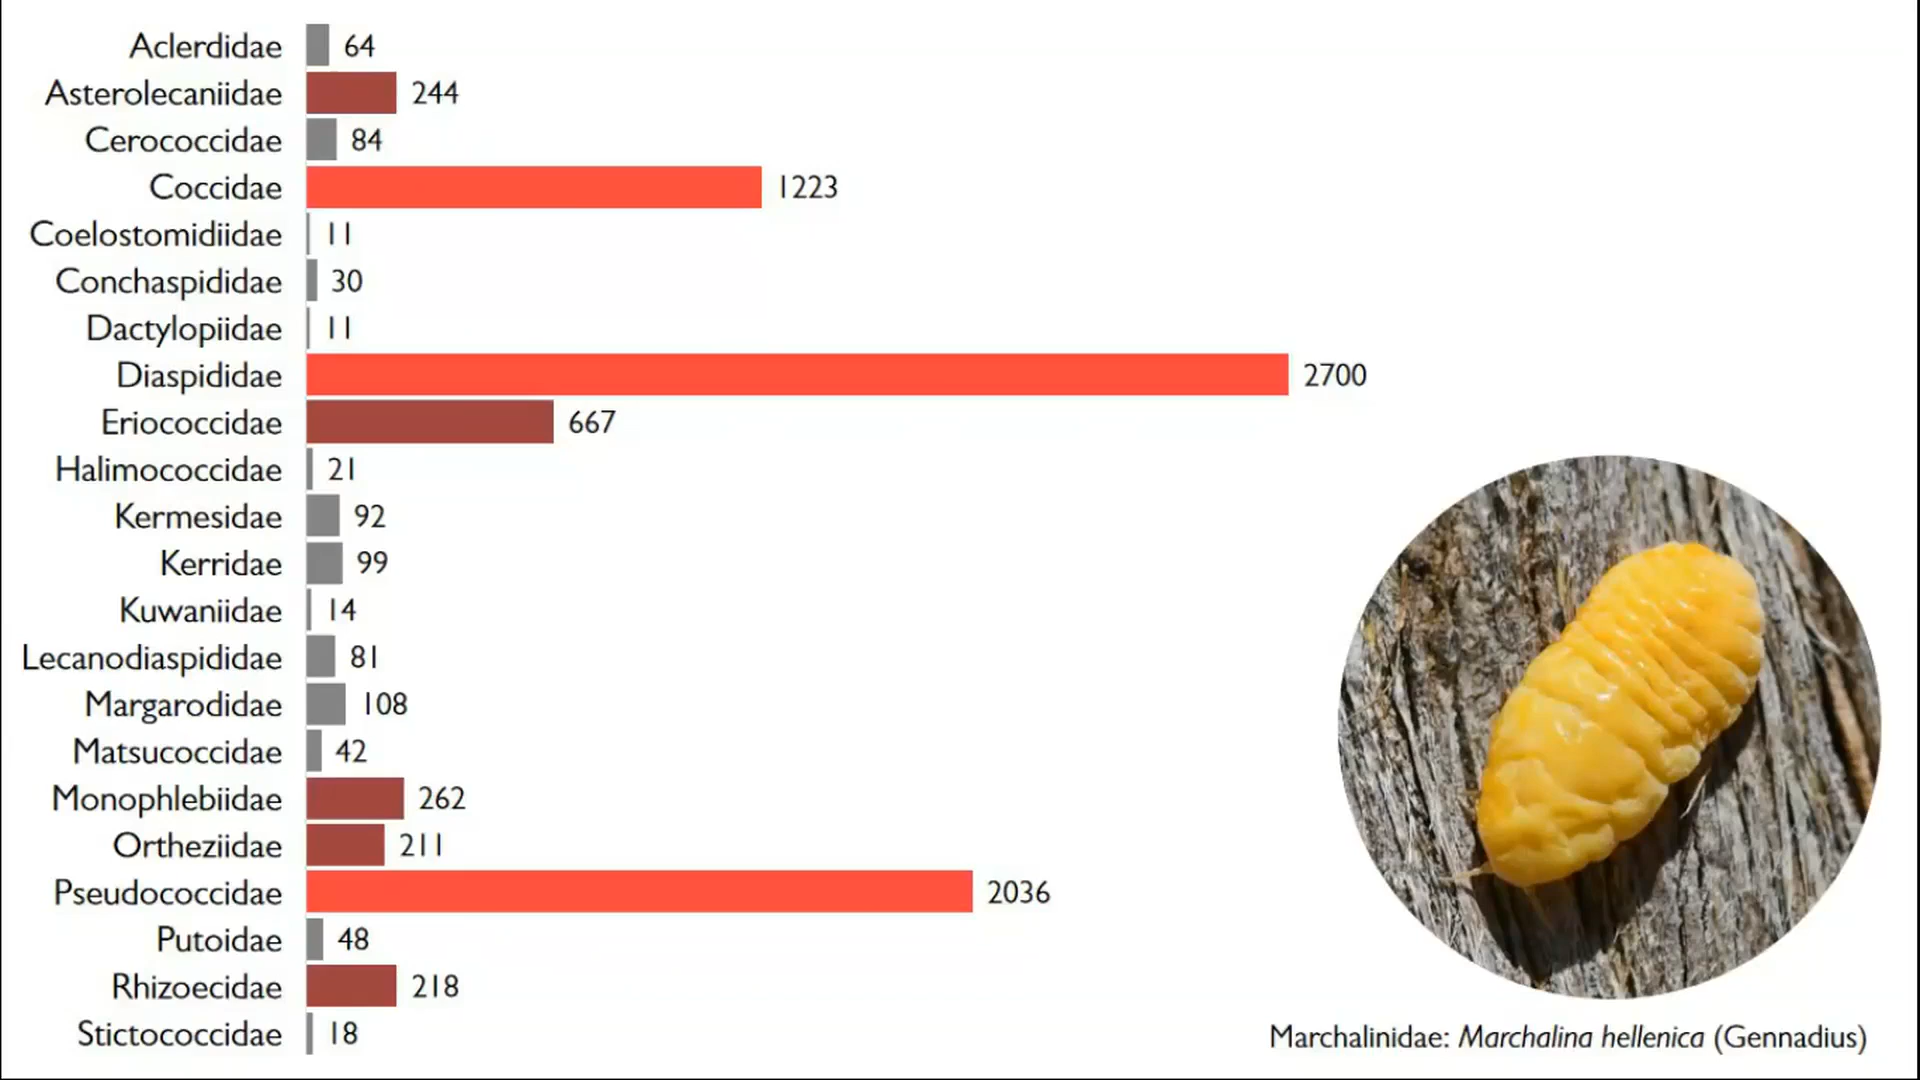 Aclerdidae 64
Asterolecaniidae 244
Cerococcidae 84
Coccidae 1223
Coelostomidiidae 11
Conchaspididae 30
Dactylopiidae 11
Diaspididae 2700
Eriococcidae 667
Halimococcidae 21
Kermesidae 92
Kerridae 99
Kuwaniidae 14
Lecanodiaspididae 81
Margarodidae 108
Matsucoccidae 42
Monophlebiidae 262
Ortheziidae 211
Pseudococcidae 2036
Putoidae 48
Rhizoecidae 218
Stictococcidae 18
Marchalinidae: Marchalina hellenica (Gennadius)